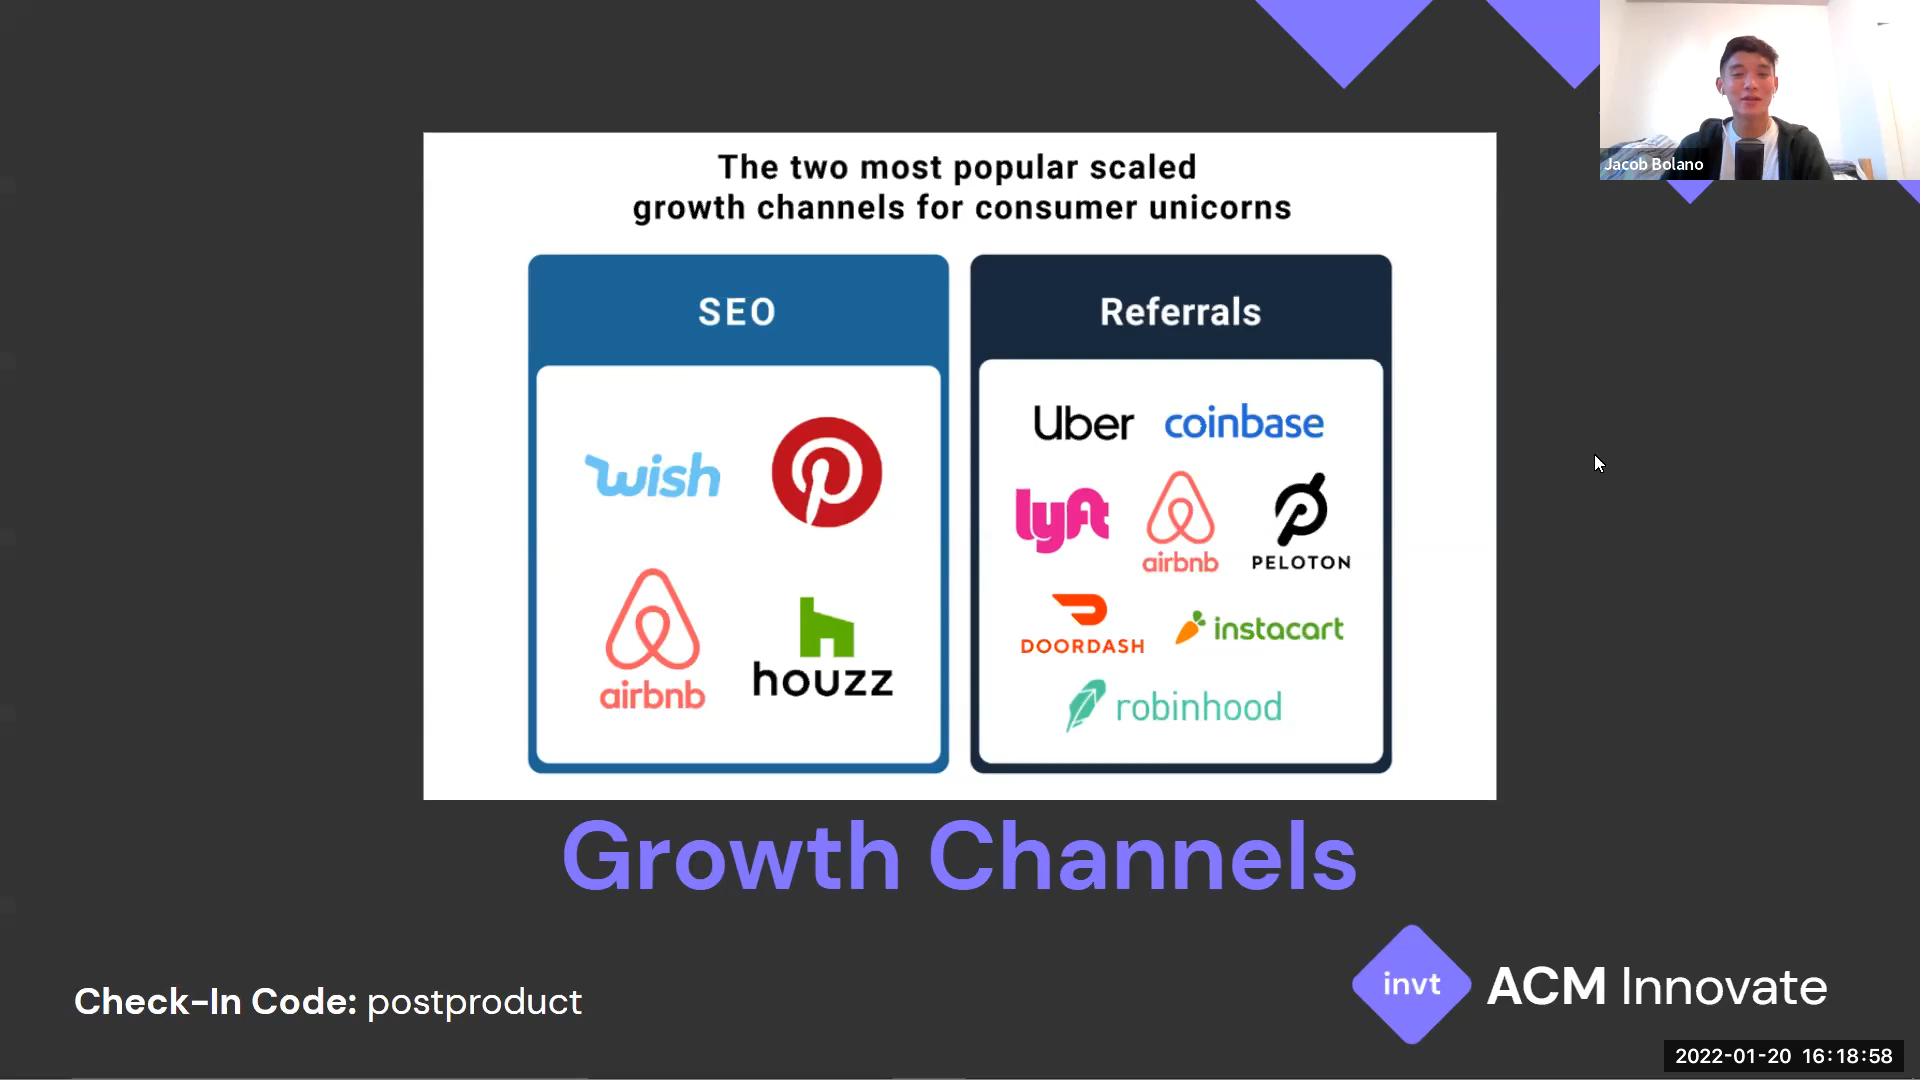 The two most popular scaled
growth channels for consumer unicorns
SEO
wish
airbnb
houzz
Referrals
Uber
coinbase
lyft
airbnb
PELOTON
DOORDASH
instacart
robinhood
Jacob Bolano
Growth Channels
Check-In Code: postproduct
invt
ACM Innovate
2022-01-20 16:18:58